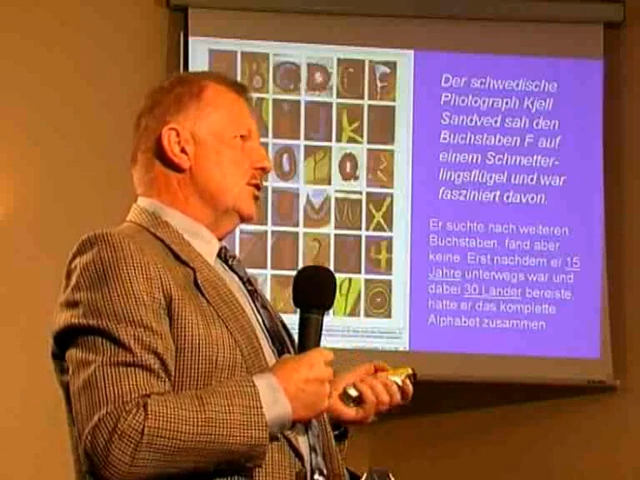 Der schwedische
Photograph Kjell
Sandved sah den
Buchstaben F auf
einem Schmetter-
lingsflügel und war
fasziniert davon.
Er suchte nach weiteren
Buchstaben, fand aber
keine. Erst nachdem er 15
Jahre unterwegs war und
dabei 30 Länder bereiste,
hatte er das komplette
Alphabet zusammen